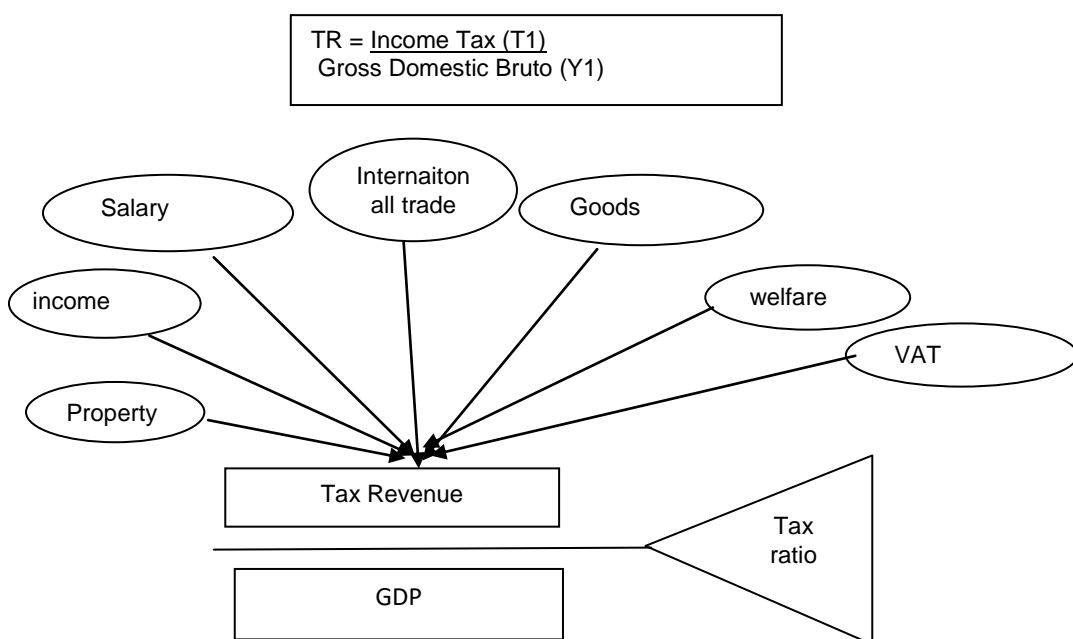 TR = Income Tax (T1)
Gross Domestic Bruto (Y1)
Internaiton
all trade
Salary
Goods
income
welfare
VAT
Property
Tax Revenue
Tax
ratio
GDP